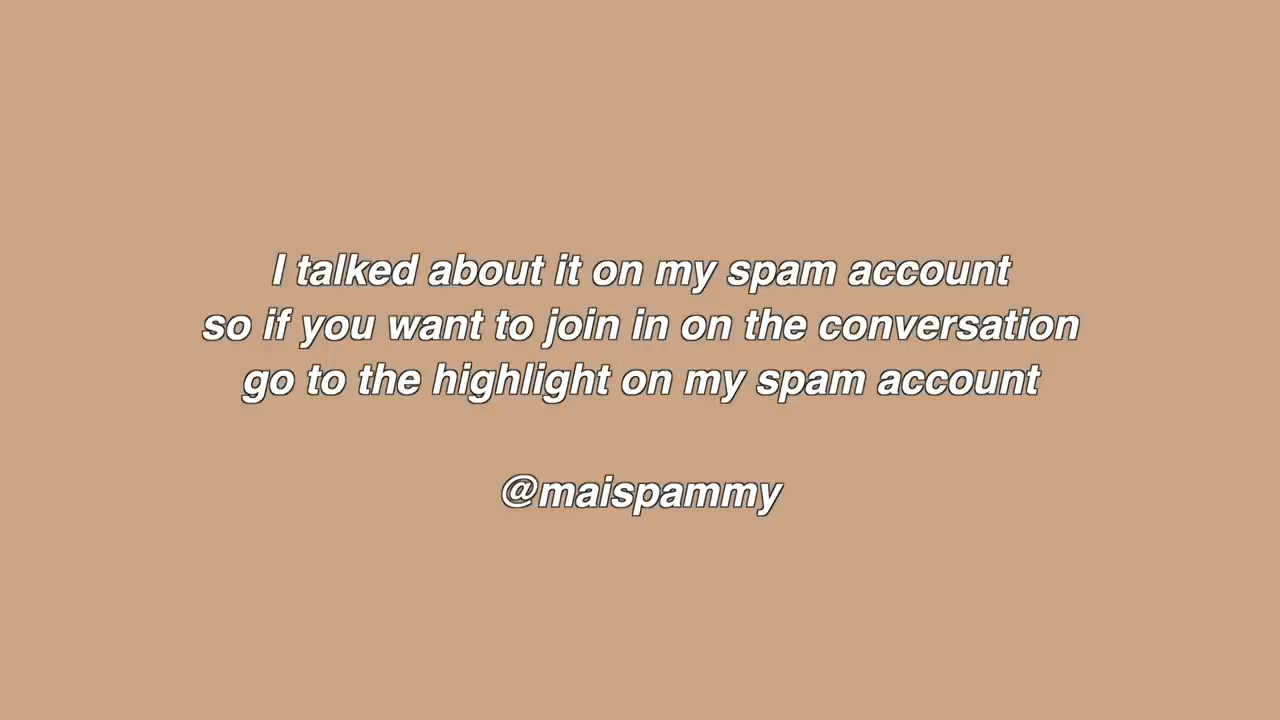 I talked about it on my spam account
so if you want to join in on the conversation
go to the highlight on my spam account
@maispammy